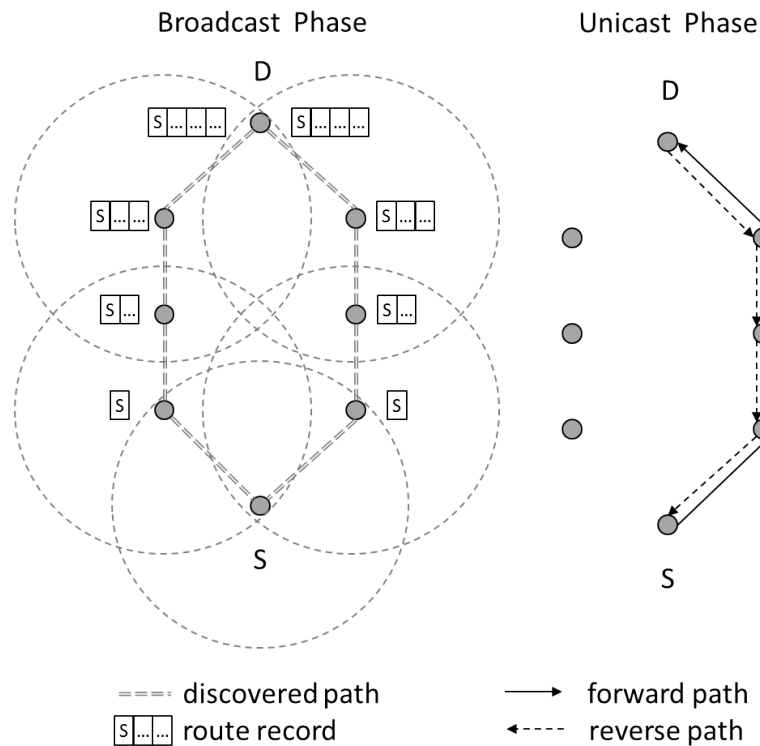 Broadcast Phase
Unicast Phase
D
D
S ... ... ...
S ... ... ...
S ... ...
S ... ...
S ...
S ...
S
S
S
S
discovered path
forward path
S ... ... route record
reverse path